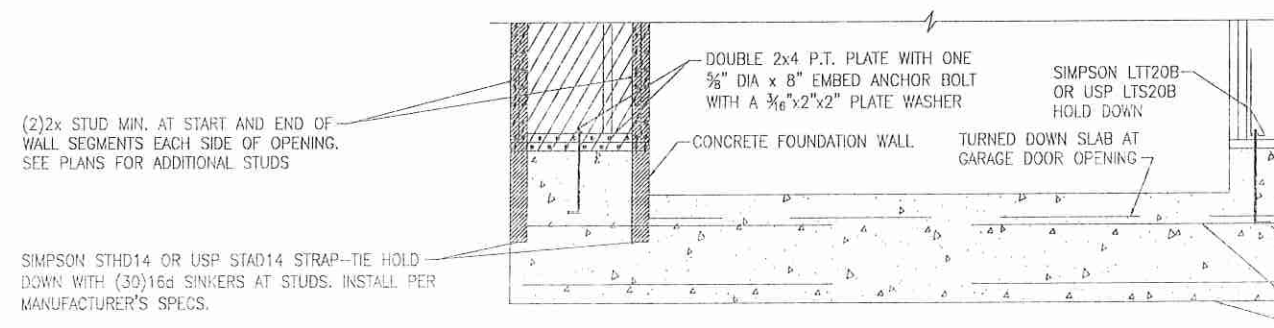 DOUBLE 2x4 P.T. PLATE WITH ONE
⅝" DIA x 8" EMBED ANCHOR BOLT
WITH A 3/16"x2"x2" PLATE WASHER
SIMPSON LTT20B
OR USP LTS20B
HOLD DOWN
(2)2x STUD MIN. AT START AND END OF
WALL SEGMENTS EACH SIDE OF OPENING.
SEE PLANS FOR ADDITIONAL STUDS
CONCRETE FOUNDATION WALL
TURNED DOWN SLAB AT
GARAGE DOOR OPENING
SIMPSON STHD14 OR USP STAD14 STRAP-TIE HOLD
DOWN WITH (30)16d SINKERS AT STUDS. INSTALL PER
MANUFACTURER'S SPECS.